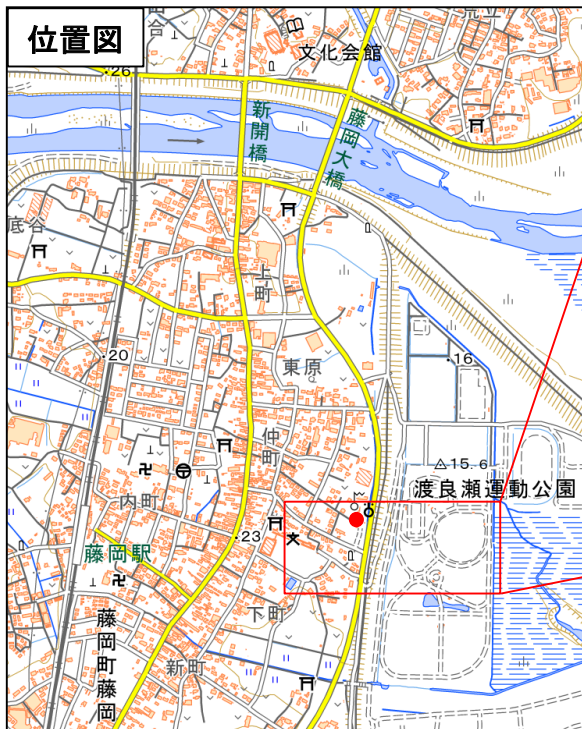 位置図
文化会館
・26
新開橋
藤岡大橋
底谷
上町
・20
東原
・16
仲町
△15.6
渡良瀬運動公園
内町
・23
藤岡駅
下町
藤岡町藤岡
新町